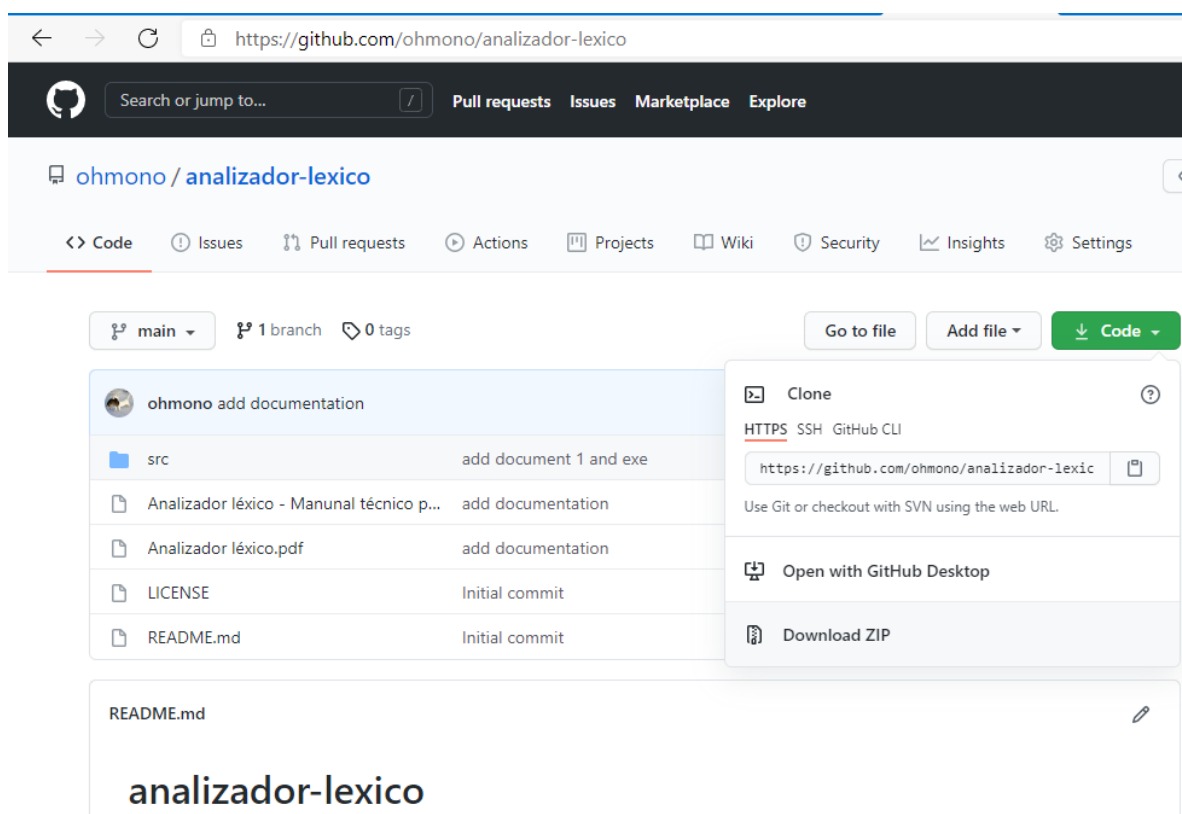 https://github.com/ohmono/analizador-lexico
Search or jump to... / Pull requests Issues Marketplace Explore
ohmono / analizador-lexico
<> Code Issues Pull requests Actions Projects Wiki Security Insights Settings
main 1 branch 0 tags Go to file Add file Code
ohmono add documentation
src add document 1 and exe
Analizador léxico - Manunal técnico p... add documentation
Analizador léxico.pdf add documentation
LICENSE Initial commit
README.md Initial commit
Clone
HTTPS SSH GitHub CLI
https://github.com/ohmono/analizador-lexic
Use Git or checkout with SVN using the web URL.
Open with GitHub Desktop
Download ZIP
README.md
analizador-lexico